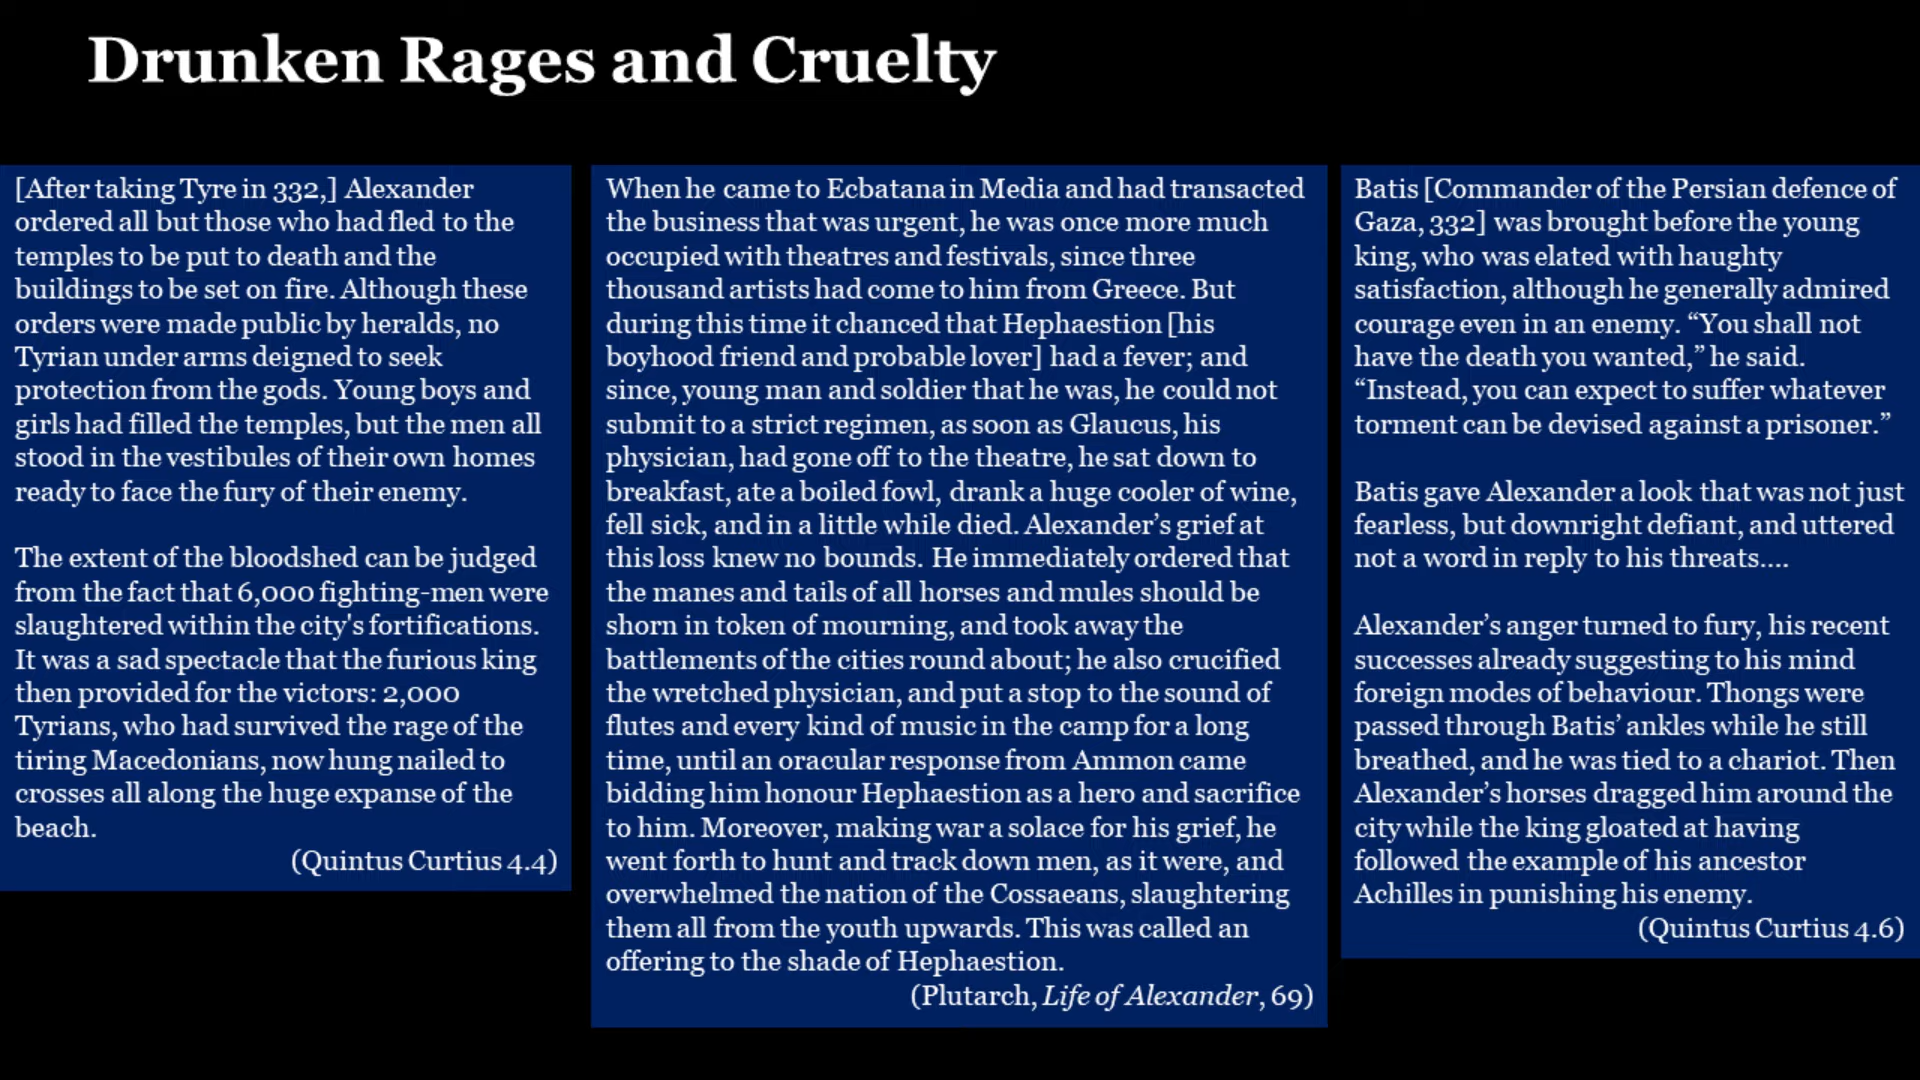 Drunken Rages and Cruelty
[After taking Tyre in 332,] Alexander
ordered all but those who had fled to the
temples to be put to death and the
buildings to be set on fire. Although these
orders were made public by heralds, no
Tyrian under arms deigned to seek
protection from the gods. Young boys and
girls had filled the temples, but the men all
stood in the vestibules of their own homes
ready to face the fury of their enemy.
The extent of the bloodshed can be judged
from the fact that 6,000 fighting-men were
slaughtered within the city's fortifications.
It was a sad spectacle that the furious king
then provided for the victors: 2,000
Tyrians, who had survived the rage of the
tiring Macedonians, now hung nailed to
crosses all along the huge expanse of the
beach.
(Quintus Curtius 4.4)
When he came to Ecbatana in Media and had transacted
the business that was urgent, he was once more much
occupied with theatres and festivals, since three
thousand artists had come to him from Greece. But
during this time it chanced that Hephaestion [his
boyhood friend and probable lover] had a fever; and
since, young man and soldier that he was, he could not
submit to a strict regimen, as soon as Glaucus, his
physician, had gone off to the theatre, he sat down to
breakfast, ate a boiled fowl, drank a huge cooler of wine,
fell sick, and in a little while died. Alexander’s grief at
this loss knew no bounds. He immediately ordered that
the manes and tails of all horses and mules should be
shorn in token of mourning, and took away the
battlements of the cities round about; he also crucified
the wretched physician, and put a stop to the sound of
flutes and every kind of music in the camp for a long
time, until an oracular response from Ammon came
bidding him honour Hephaestion as a hero and sacrifice
to him. Moreover, making war a solace for his grief, he
went forth to hunt and track down men, as it were, and
overwhelmed the nation of the Cossaeans, slaughtering
them all from the youth upwards. This was called an
offering to the shade of Hephaestion.
(Plutarch, Life of Alexander, 69)
Batis [Commander of the Persian defence of
Gaza, 332] was brought before the young
king, who was elated with haughty
satisfaction, although he generally admired
courage even in an enemy. “You shall not
have the death you wanted,” he said.
“Instead, you can expect to suffer whatever
torment can be devised against a prisoner.”
Batis gave Alexander a look that was not just
fearless, but downright defiant, and uttered
not a word in reply to his threats....
Alexander’s anger turned to fury, his recent
successes already suggesting to his mind
foreign modes of behaviour. Thongs were
passed through Batis’ ankles while he still
breathed, and he was tied to a chariot. Then
Alexander’s horses dragged him around the
city while the king gloated at having
followed the example of his ancestor
Achilles in punishing his enemy.
(Quintus Curtius 4.6)